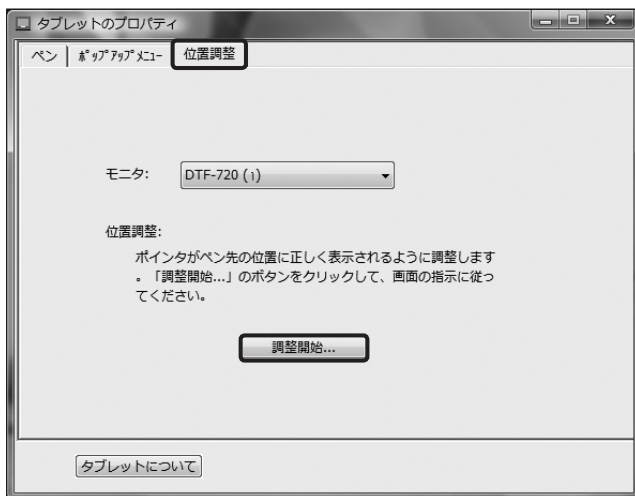 タブレットのプロパティ
ペン ﾎﾟｯﾌﾟｱｯﾌﾟﾒﾆｭｰ 位置調整
モニタ: DTF-720 (1)
位置調整:
ポインタがペン先の位置に正しく表示されるように調整します
。「調整開始...」のボタンをクリックして、画面の指示に従っ
てください。
調整開始...
タブレットについて